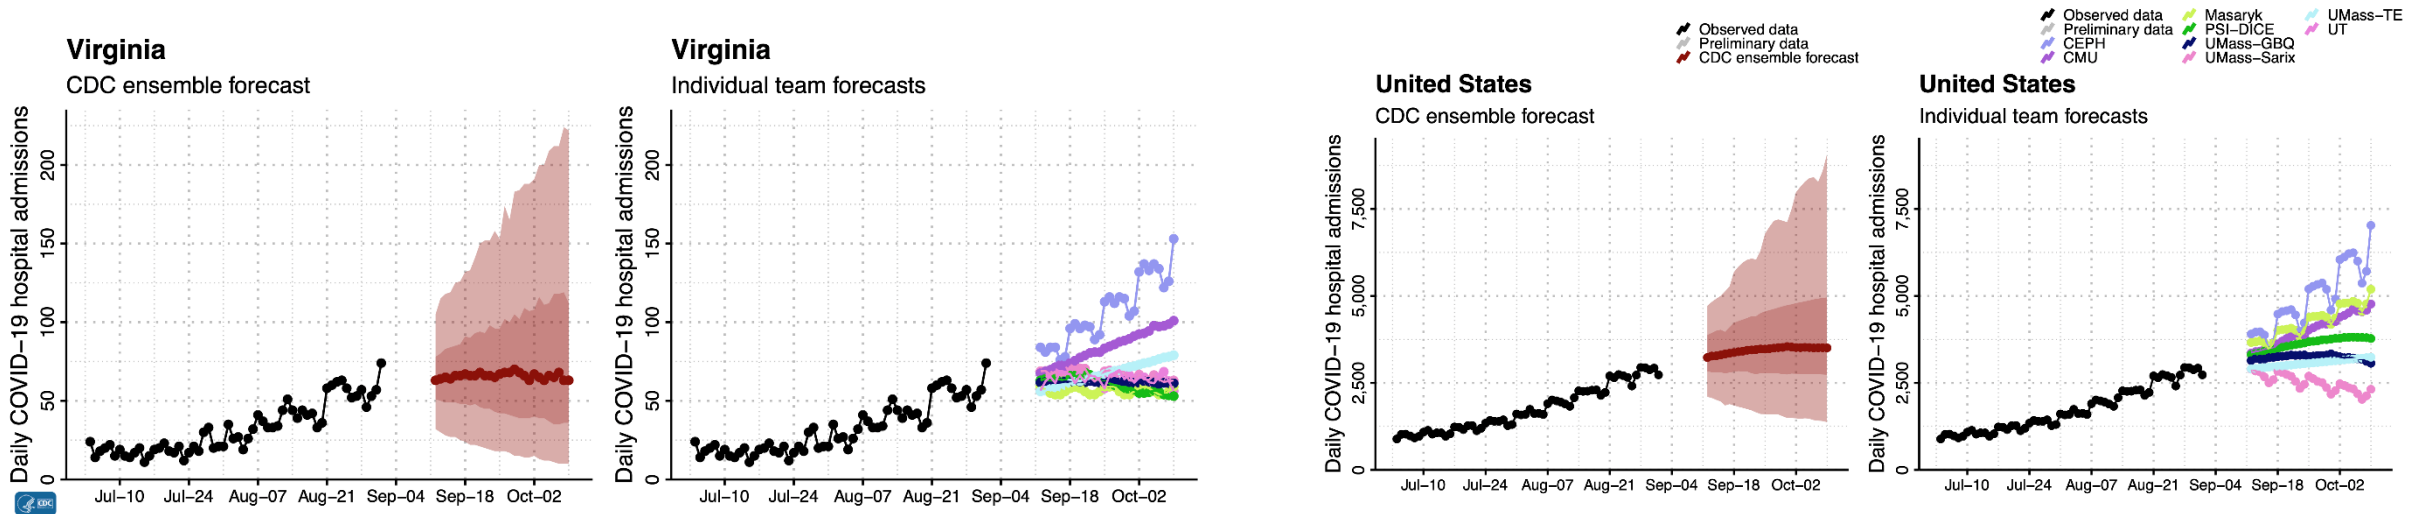 Virginia
CDC ensemble forecast
Daily COVID−19 hospital admissions
200
150
100
50
0
Jul−10 Jul−24 Aug−07 Aug−21 Sep−04 Sep−18 Oct−02
CDC
Virginia
Individual team forecasts
Daily COVID−19 hospital admissions
200
150
100
50
0
Jul−10 Jul−24 Aug−07 Aug−21 Sep−04 Sep−18 Oct−02
Observed data
Preliminary data
CDC ensemble forecast
United States
CDC ensemble forecast
Daily COVID−19 hospital admissions
7,500
5,000
2,500
0
Jul−10 Jul−24 Aug−07 Aug−21 Sep−04 Sep−18 Oct−02
Observed data Masaryk UMass−TE
Preliminary data PSI−DICE UT
CEPH UMass−GBQ
CMU UMass−Sarix
United States
Individual team forecasts
Daily COVID−19 hospital admissions
7,500
5,000
2,500
0
Jul−10 Jul−24 Aug−07 Aug−21 Sep−04 Sep−18 Oct−02